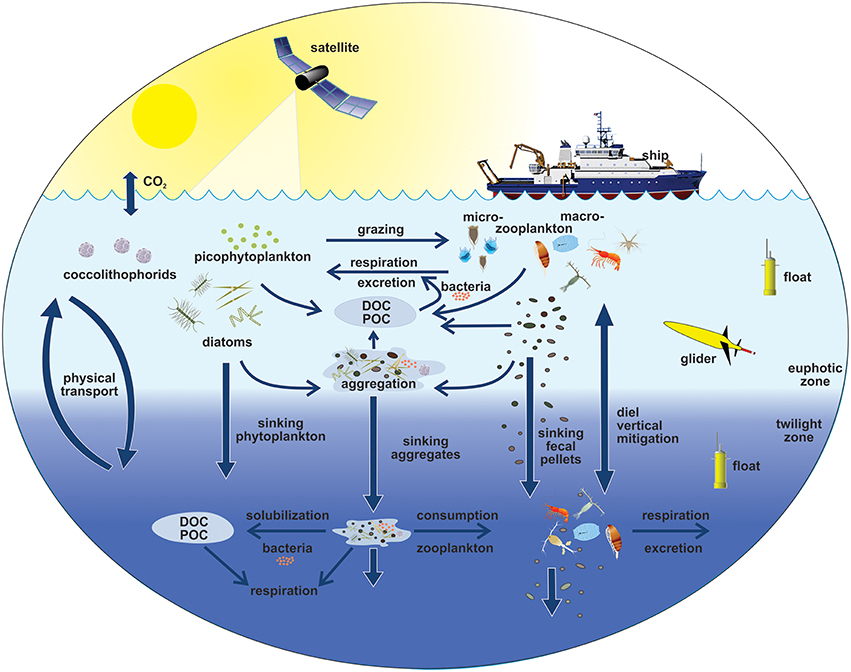 satellite
ship
CO2
micro-
macro-
zooplankton
grazing
picophytoplankton
coccolithophorids
respiration
excretion
bacteria
float
DOC
POC
diatoms
glider
euphotic
zone
aggregation
physical
transport
sinking
phytoplankton
sinking
aggregates
sinking
fecal
pellets
diel
vertical
mitigation
twilight
zone
float
DOC
POC
solubilization
bacteria
respiration
consumption
zooplankton
respiration
excretion